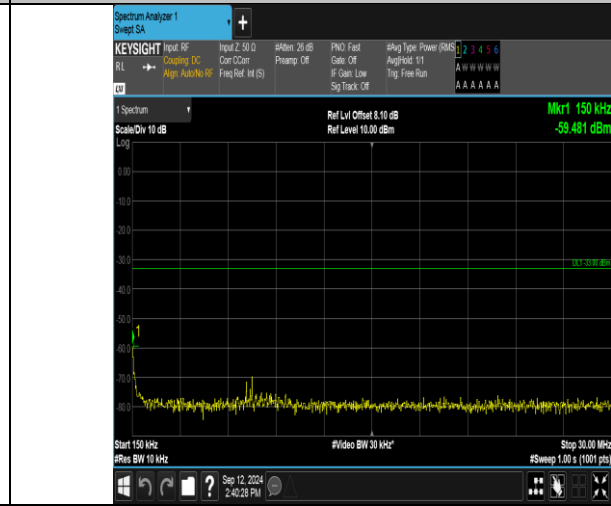 Spectrum Analyzer 1
Swept SA
+
KEYSIGHT
RL
Input: RF
Coupling: DC
Align: Auto/No RF
Input Z: 50 Ω
Corr CCorr
Freq Ref: Int (S)
#Atten: 26 dB
Preamp: Off
PNO: Fast
Gate: Off
IF Gain: Low
Sig Track: Off
#Avg Type: Power (RMS
Avg|Hold: 1/1
Trig: Free Run
1 2 3 4 5 6
A W W W W W
A A A A A A
1 Spectrum
Scale/Div 10 dB
Log
Ref Lvl Offset 8.10 dB
Ref Level 10.00 dBm
Mkr1 150 kHz
-59.481 dBm
0.00
-10.0
-20.0
-30.0
DL1 -33.00 dBm
-40.0
-50.0
1
-60.0
-70.0
-80.0
Start 150 kHz
#Res BW 10 kHz
#Video BW 30 kHz*
Stop 30.00 MHz
#Sweep 1.00 s (1001 pts)
?
Sep 12, 2024
2:40:28 PM